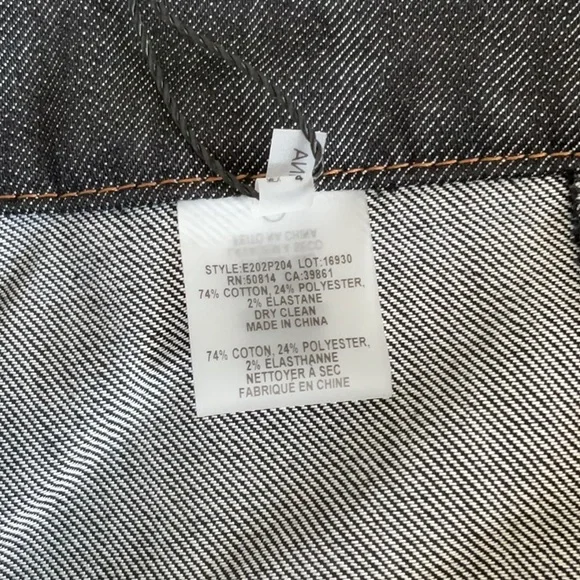 STYLE:E202P204 LOT:16930
RN:50814 CA:39861
74% COTTON, 24% POLYESTER,
2% ELASTANE
DRY CLEAN
MADE IN CHINA
74% COTON, 24% POLYESTER,
2% ELASTHANNE
NETTOYER À SEC
FABRIQUÉ EN CHINE